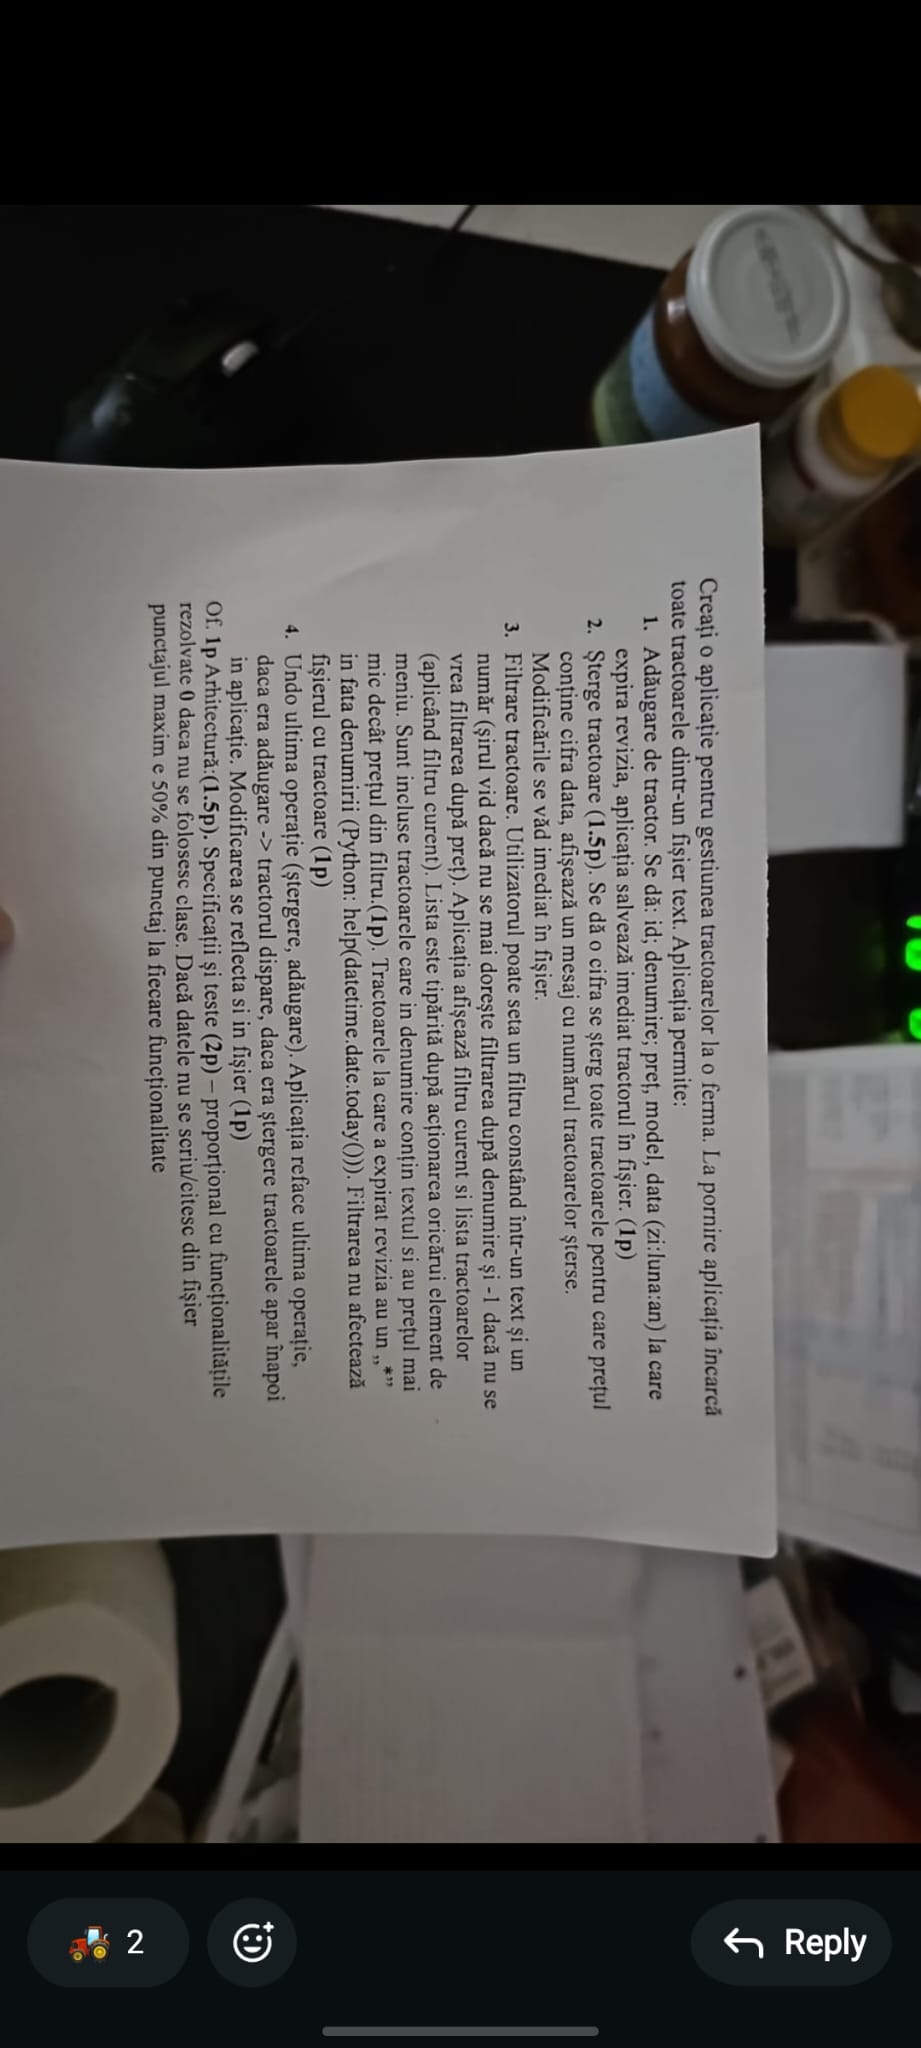 Creați o aplicație pentru gestiunea tractoarelor la o ferma. La pornire aplicația încarcă
toate tractoarele dintr-un fișier text. Aplicația permite:
1. Adăugare de tractor. Se dă: id; denumire; preț, model, data (zi:luna:an) la care
expira revizia, aplicația salvează imediat tractorul în fișier. (1p)
2. Șterge tractoare (1.5p). Se dă o cifra se șterg toate tractoarele pentru care prețul
conține cifra data, afișează un mesaj cu numărul tractoarelor șterse.
Modificările se văd imediat în fișier.
3. Filtrare tractoare. Utilizatorul poate seta un filtru constând într-un text și un
număr (șirul vid dacă nu se mai dorește filtrarea după denumire și -1 dacă nu se
vrea filtrarea după preț). Aplicația afișează filtru curent si lista tractoarelor
(aplicând filtru curent). Lista este tipărită după acționarea oricărui element de
meniu. Sunt incluse tractoarele care in denumire conțin textul si au prețul mai
mic decât prețul din filtru.(1p). Tractoarele la care a expirat revizia au un „*”
in fata denumirii (Python: help(datetime.date.today())). Filtrarea nu afectează
fișierul cu tractoare (1p)
4. Undo ultima operație (ștergere, adăugare). Aplicația reface ultima operație,
daca era adăugare -> tractorul dispare, daca era ștergere tractoarele apar înapoi
in aplicație. Modificarea se reflecta si in fișier (1p)
Of. 1p Arhitectură:(1.5p). Specificații și teste (2p) – proporțional cu funcționalitățile
rezolvate 0 daca nu se folosesc clase. Dacă datele nu se scriu/citesc din fișier
punctajul maxim e 50% din punctaj la fiecare funcționalitate
Reply
2